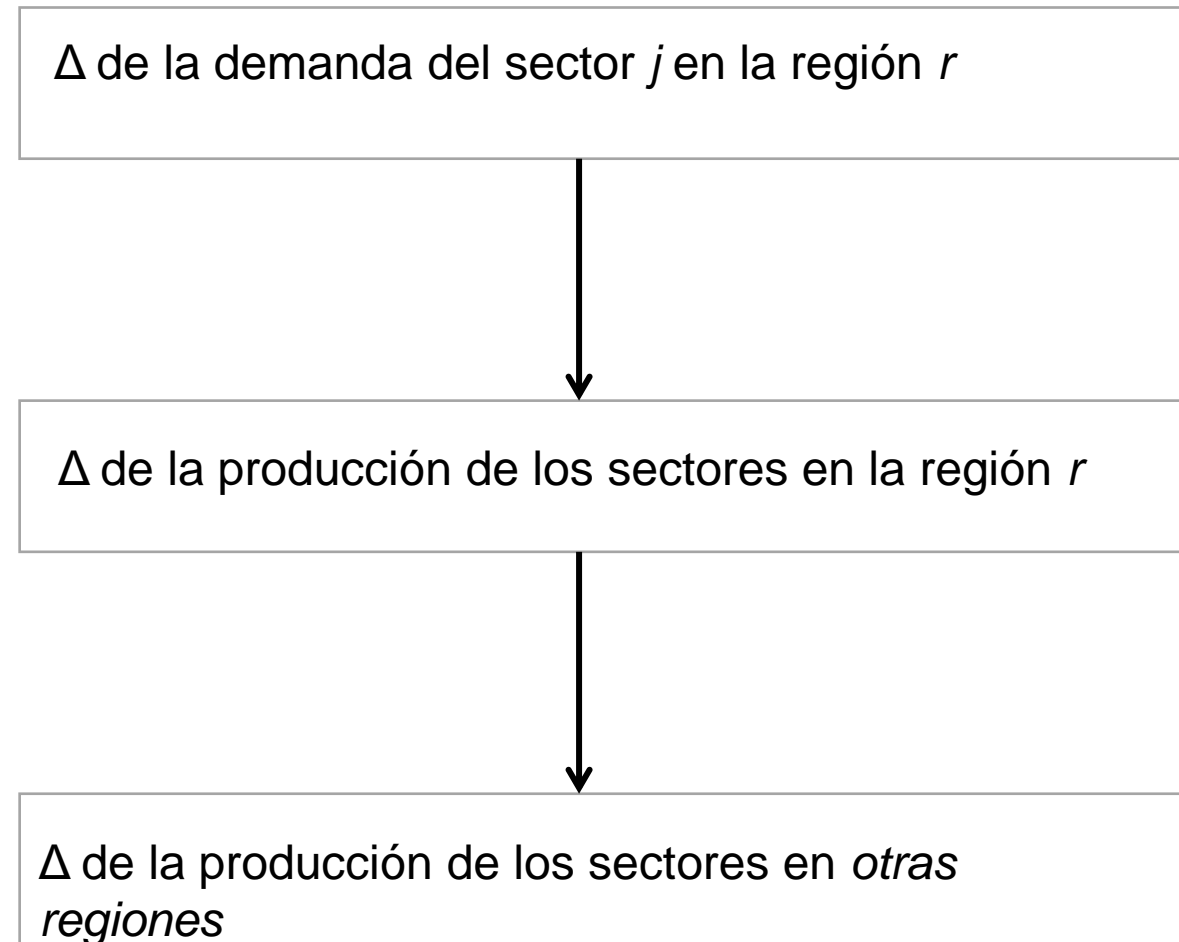 Δ de la demanda del sector j en la región r
Δ de la producción de los sectores en la región r
Δ de la producción de los sectores en otras
regiones